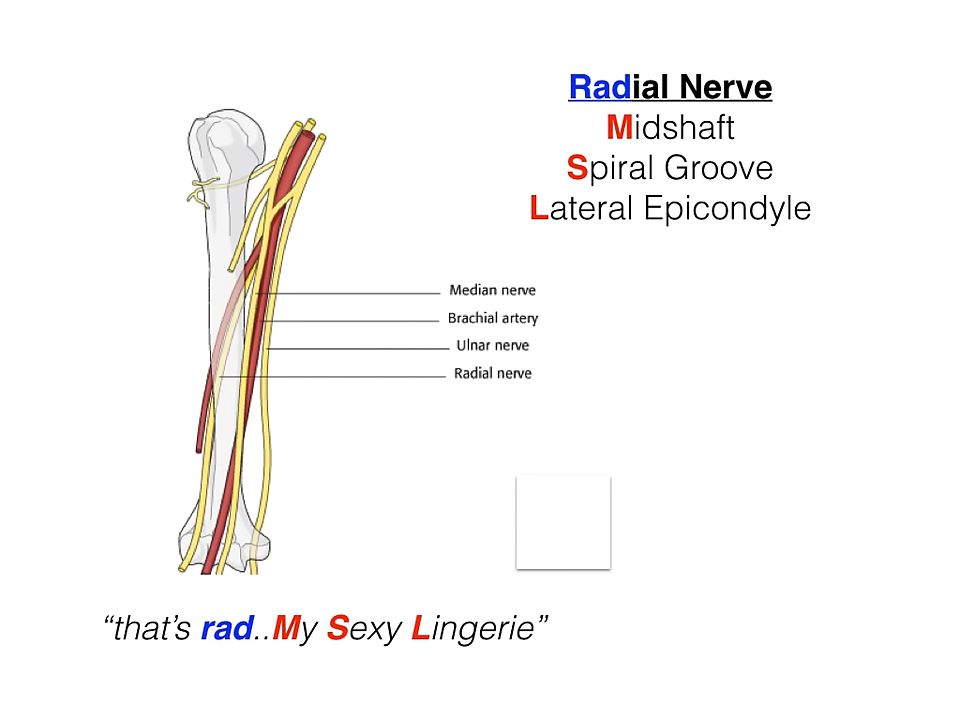 Radial Nerve
Midshaft
Spiral Groove
Lateral Epicondyle
Median nerve
Brachial artery
Ulnar nerve
Radial nerve
“that’s rad..My Sexy Lingerie”